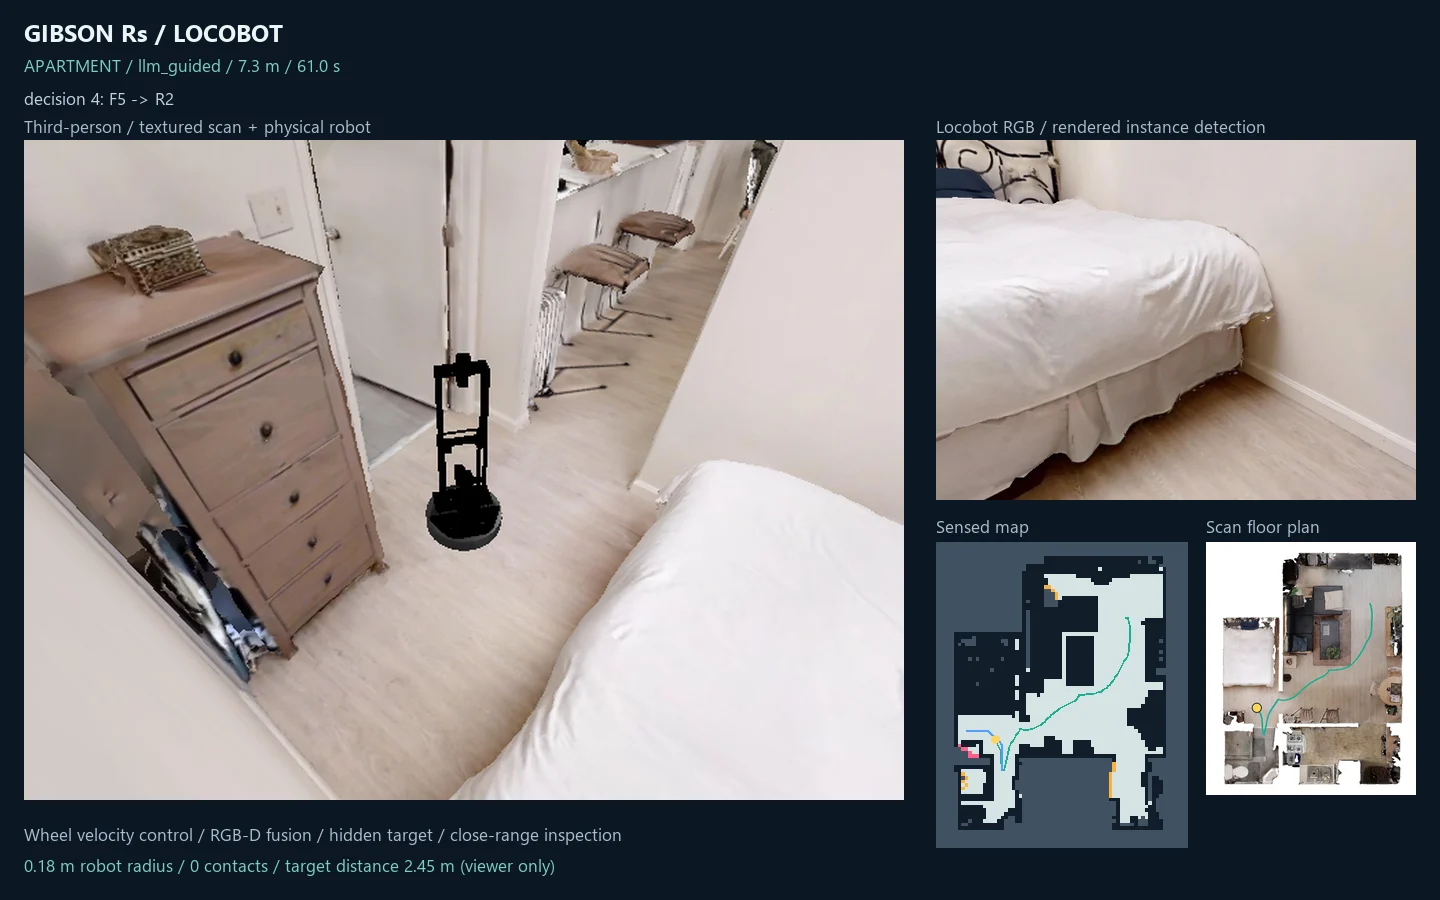 GIBSON Rs / LOCOBOT
APARTMENT / llm_guided / 7.3 m / 61.0 s
decision 4: F5 -> R2
Third-person / textured scan + physical robot
Locobot RGB / rendered instance detection
Sensed map
Scan floor plan
Wheel velocity control / RGB-D fusion / hidden target / close-range inspection
0.18 m robot radius / 0 contacts / target distance 2.45 m (viewer only)